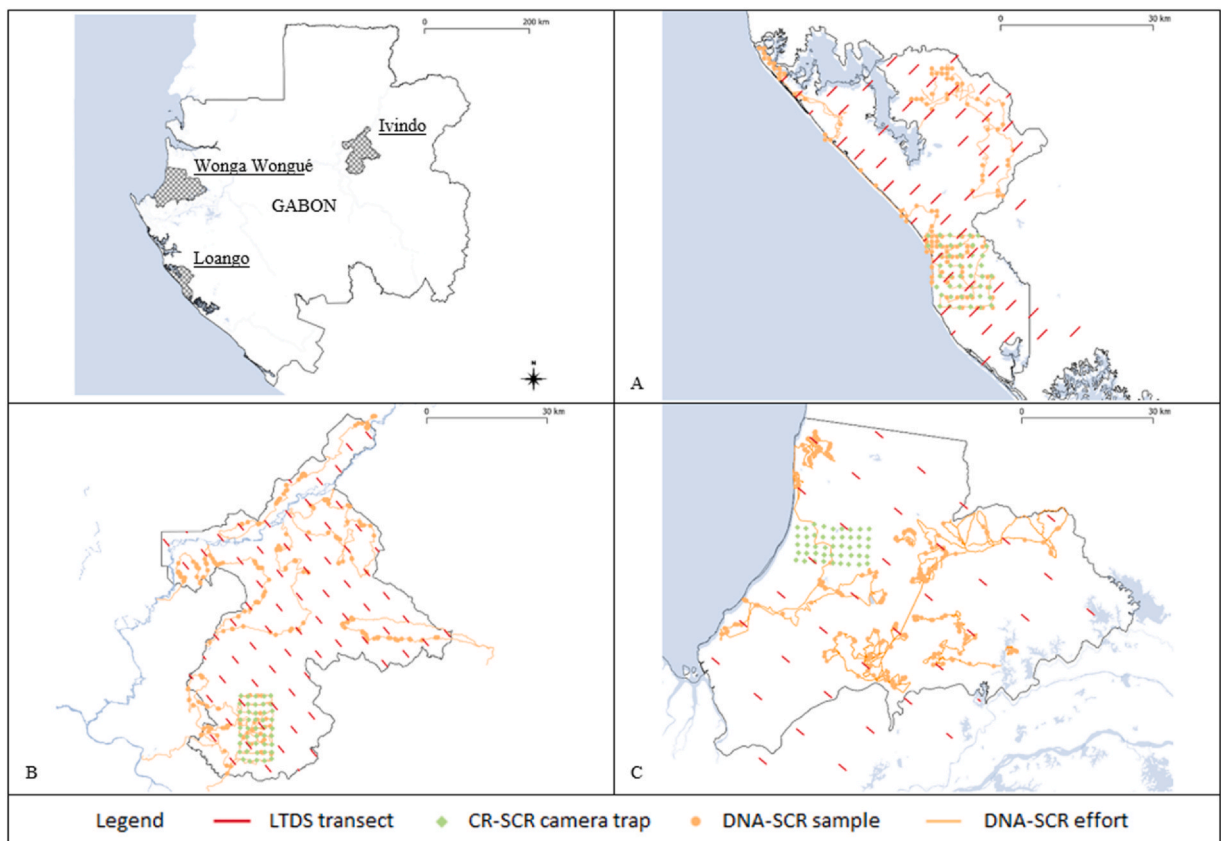 0 200 km
Ivindo
Wonga Wongué
GABON
Loango
N
0 30 km
A
0 30 km
B
0 30 km
C
Legend LTDS transect CR-SCR camera trap DNA-SCR sample DNA-SCR effort